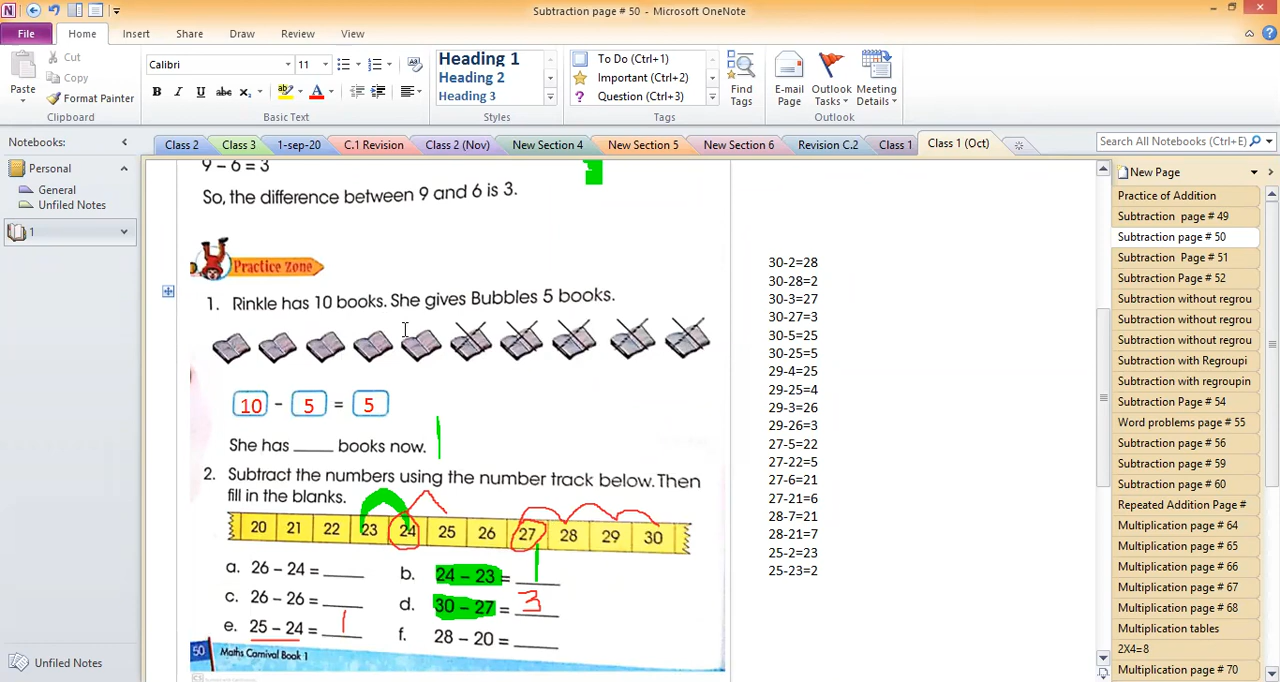 Subtraction page # 50 - Microsoft OneNote
File Home Insert Share Draw Review View
Paste
Cut
Copy
Format Painter
Clipboard
Calibri 11
B I U abc X₂ A
Basic Text
Heading 1
Heading 2
Heading 3
Styles
To Do (Ctrl+1)
Important (Ctrl+2)
? Question (Ctrl+3)
Tags
Find Tags
E-mail Page
Outlook Tasks
Meeting Details
Outlook
Notebooks:
Personal
General
Unfiled Notes
1
Unfiled Notes
Class 2 Class 3 1-sep-20 C.1 Revision Class 2 (Nov) New Section 4 New Section 5 New Section 6 Revision C.2 Class 1 Class 1 (Oct)
Search All Notebooks (Ctrl+E)
9 – 6 = 3
So, the difference between 9 and 6 is 3.
Practice Zone
1. Rinkle has 10 books. She gives Bubbles 5 books.
10 - 5 = 5
She has ____ books now.
2. Subtract the numbers using the number track below. Then
fill in the blanks.
20 21 22 23 24 25 26 27 28 29 30
a. 26 – 24 = ____ b. 24 – 23 = 1
c. 26 – 26 = ____ d. 30 – 27 = 3
e. 25 – 24 = 1 f. 28 – 20 = ____
50 Maths Carnival Book 1
30-2=28
30-28=2
30-3=27
30-27=3
30-5=25
30-25=5
29-4=25
29-25=4
29-3=26
29-26=3
27-5=22
27-22=5
27-6=21
27-21=6
28-7=21
28-21=7
25-2=23
25-23=2
New Page
Practice of Addition
Subtraction page # 49
Subtraction page # 50
Subtraction Page # 51
Subtraction Page # 52
Subtraction without regrou
Subtraction without regrou
Subtraction without regrou
Subtraction with Regroupi
Subtraction with regroupin
Subtraction Page # 54
Word problems page # 55
Subtraction page # 56
Subtraction page # 59
Subtraction page # 60
Repeated Addition Page #
Multiplication page # 64
Multiplication page # 65
Multiplication page # 66
Multiplication page # 67
Multiplication page # 68
Multiplication tables
2X4=8
Multiplication page # 70